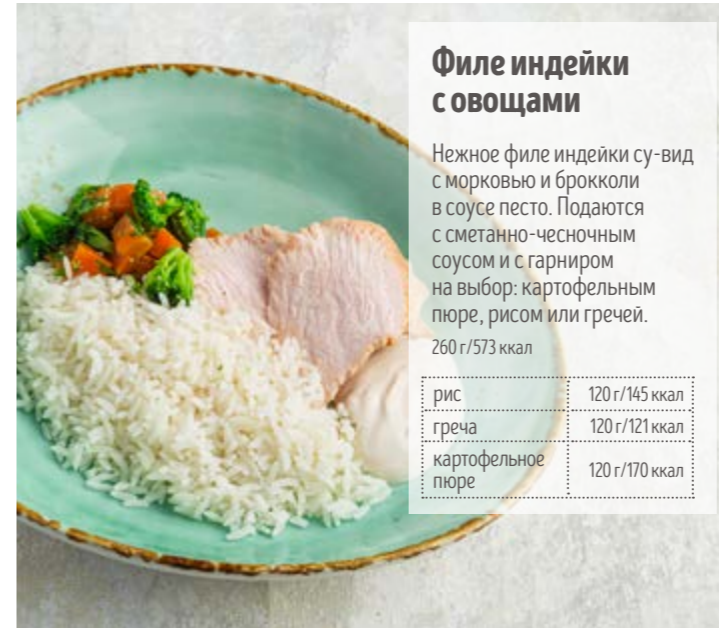 Филе индейки
с овощами
Нежное филе индейки су-вид
с морковью и брокколи
в соусе песто. Подаются
с сметанно-чесночным
соусом и с гарниром
на выбор: картофельным
пюре, рисом или гречей.
260 г/573 ккал
рис 120 г/145 ккал
греча 120 г/121 ккал
картофельное
пюре 120 г/170 ккал